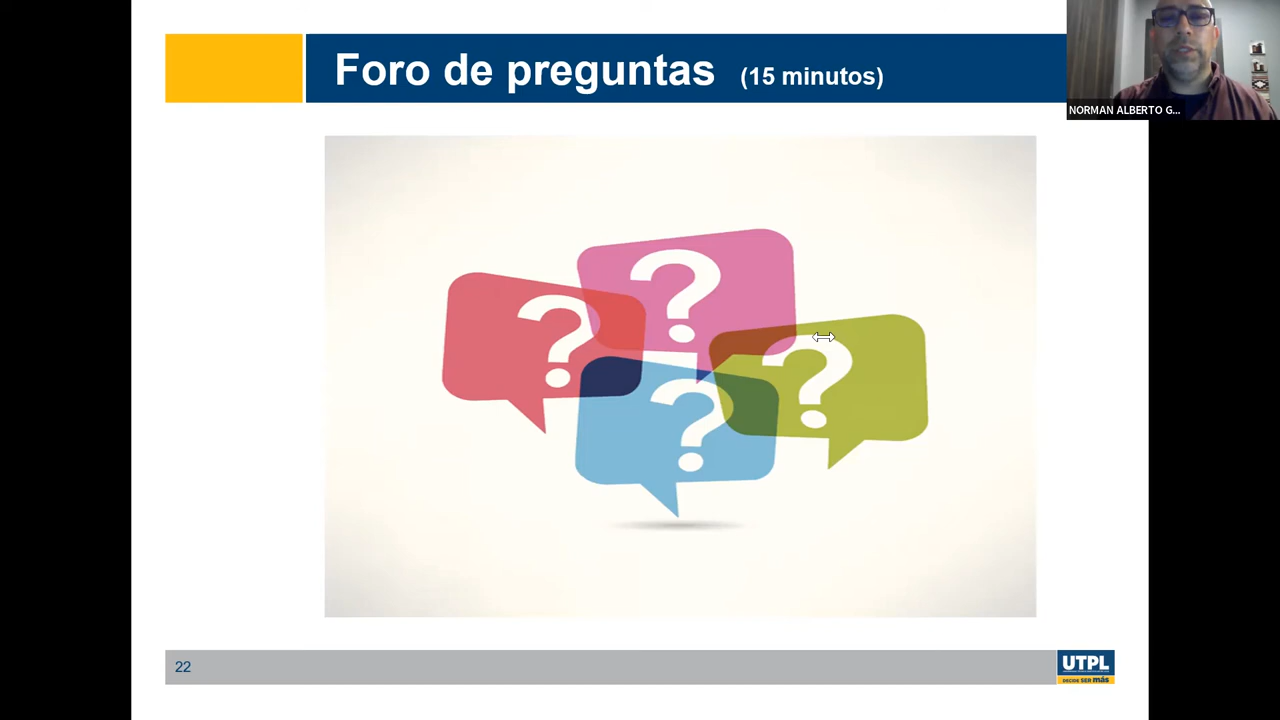 Foro de preguntas (15 minutos)
NORMAN ALBERTO G...
? ? ? ?
22
UTPL
DECIDE SER más